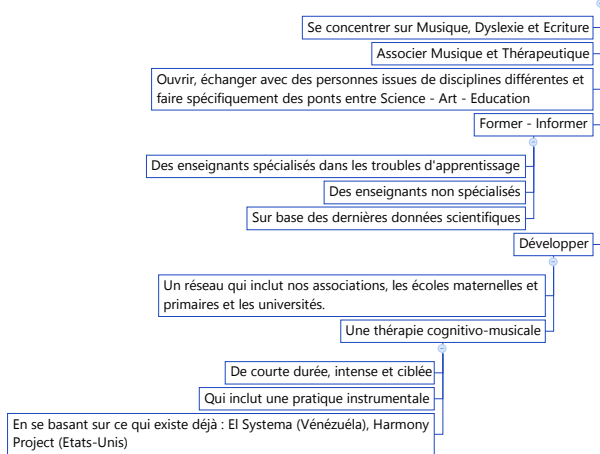 Se concentrer sur Musique, Dyslexie et Ecriture
Associer Musique et Thérapeutique
Ouvrir, échanger avec des personnes issues de disciplines différentes et
faire spécifiquement des ponts entre Science - Art - Education
Former - Informer
Des enseignants spécialisés dans les troubles d'apprentissage
Des enseignants non spécialisés
Sur base des dernières données scientifiques
Développer
Un réseau qui inclut nos associations, les écoles maternelles et
primaires et les universités.
Une thérapie cognitivo-musicale
De courte durée, intense et ciblée
Qui inclut une pratique instrumentale
En se basant sur ce qui existe déjà : El Systema (Vénézuéla), Harmony
Project (Etats-Unis)